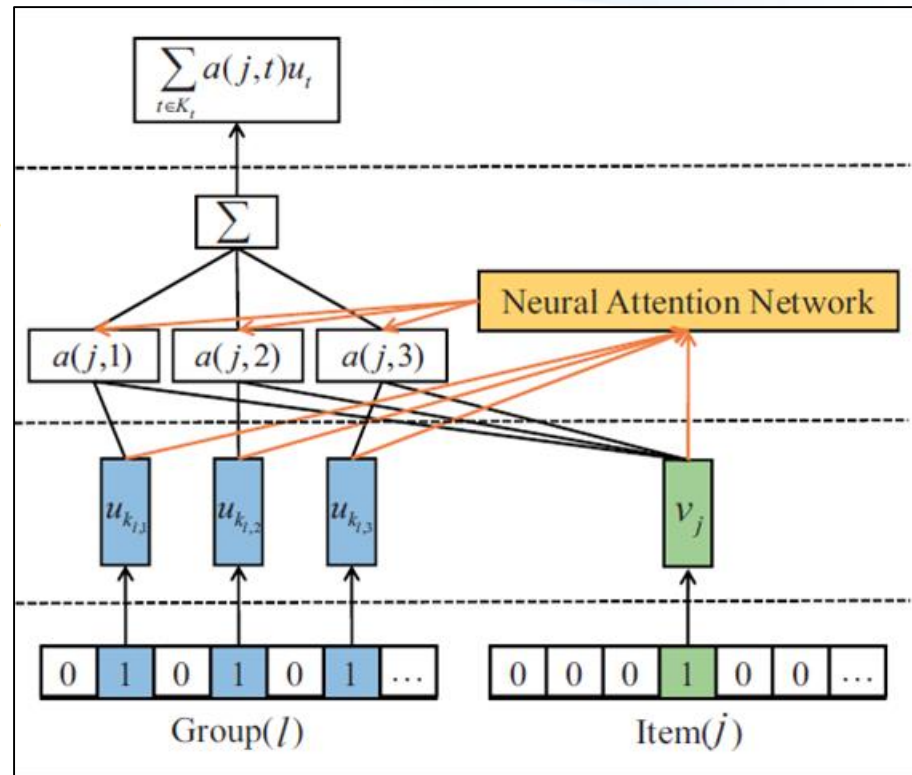 ∑ a(j,t)u_t
t∈K_t
∑
Neural Attention Network
a(j,1) a(j,2) a(j,3)
u_{k_{l,1}} u_{k_{l,2}} u_{k_{l,3}} v_j
0 1 0 1 0 1 ... 0 0 0 1 0 0 ...
Group(l) Item(j)